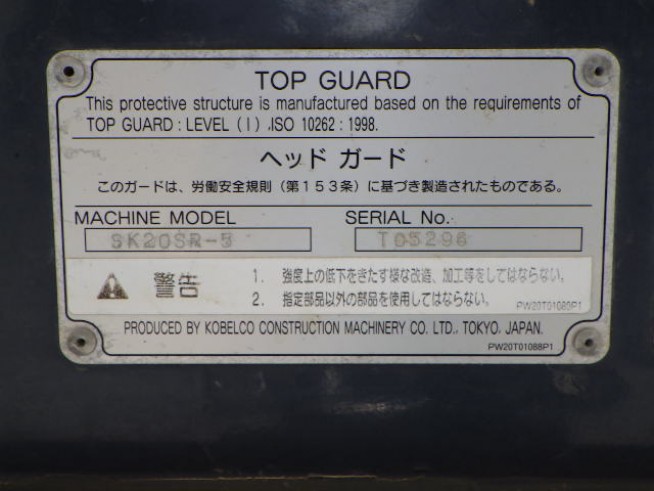 TOP GUARD
This protective structure is manufactured based on the requirements of
TOP GUARD : LEVEL (I) .ISO 10262 : 1998.
ヘッド ガード
このガードは、労働安全規則（第153条）に基づき製造されたものである。
MACHINE MODEL SERIAL No.
SK20SR-5 T05296
警告
1. 強度上の低下をきたす様な改造、加工等をしてはならない。
2. 指定部品以外の部品を使用してはならない。
PW20T01089P1
PRODUCED BY KOBELCO CONSTRUCTION MACHINERY CO. LTD., TOKYO, JAPAN.
PW20T01088P1